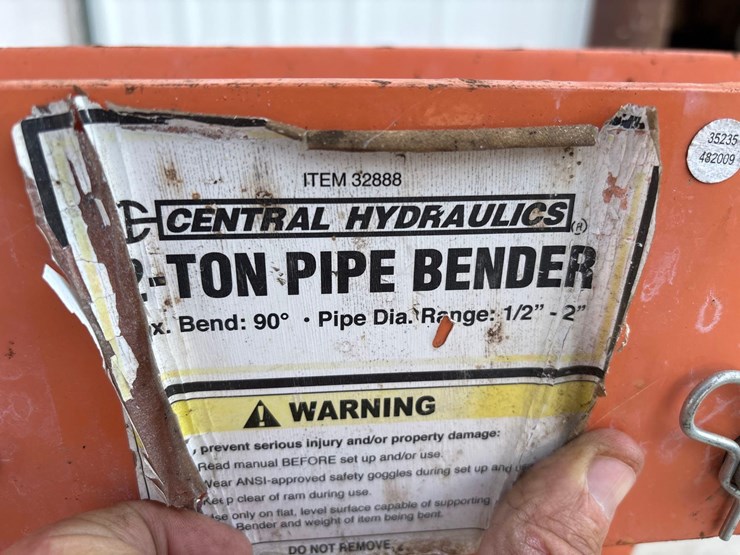 ITEM 32888
CENTRAL HYDRAULICS®
-TON PIPE BENDER
x. Bend: 90° • Pipe Dia. Range: 1/2" - 2"
WARNING
prevent serious injury and/or property damage:
Read manual BEFORE set up and/or use.
Wear ANSI-approved safety goggles during set up and
Keep clear of ram during use.
se only on flat, level surface capable of supporting
Bender and weight of item being bent.
DO NOT REMOVE
35235
482009